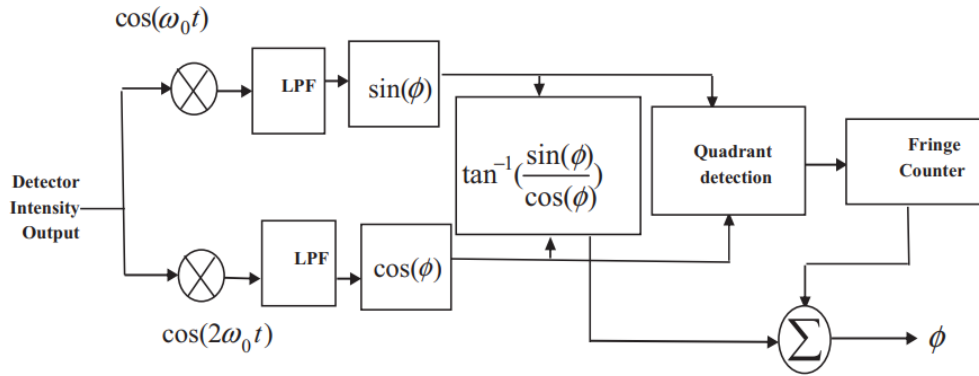 cos(ω₀t)
LPF
sin(ϕ)
Detector
Intensity
Output
tan⁻¹(sin(ϕ)/cos(ϕ))
Quadrant
detection
Fringe
Counter
LPF
cos(ϕ)
cos(2ω₀t)
∑
ϕ